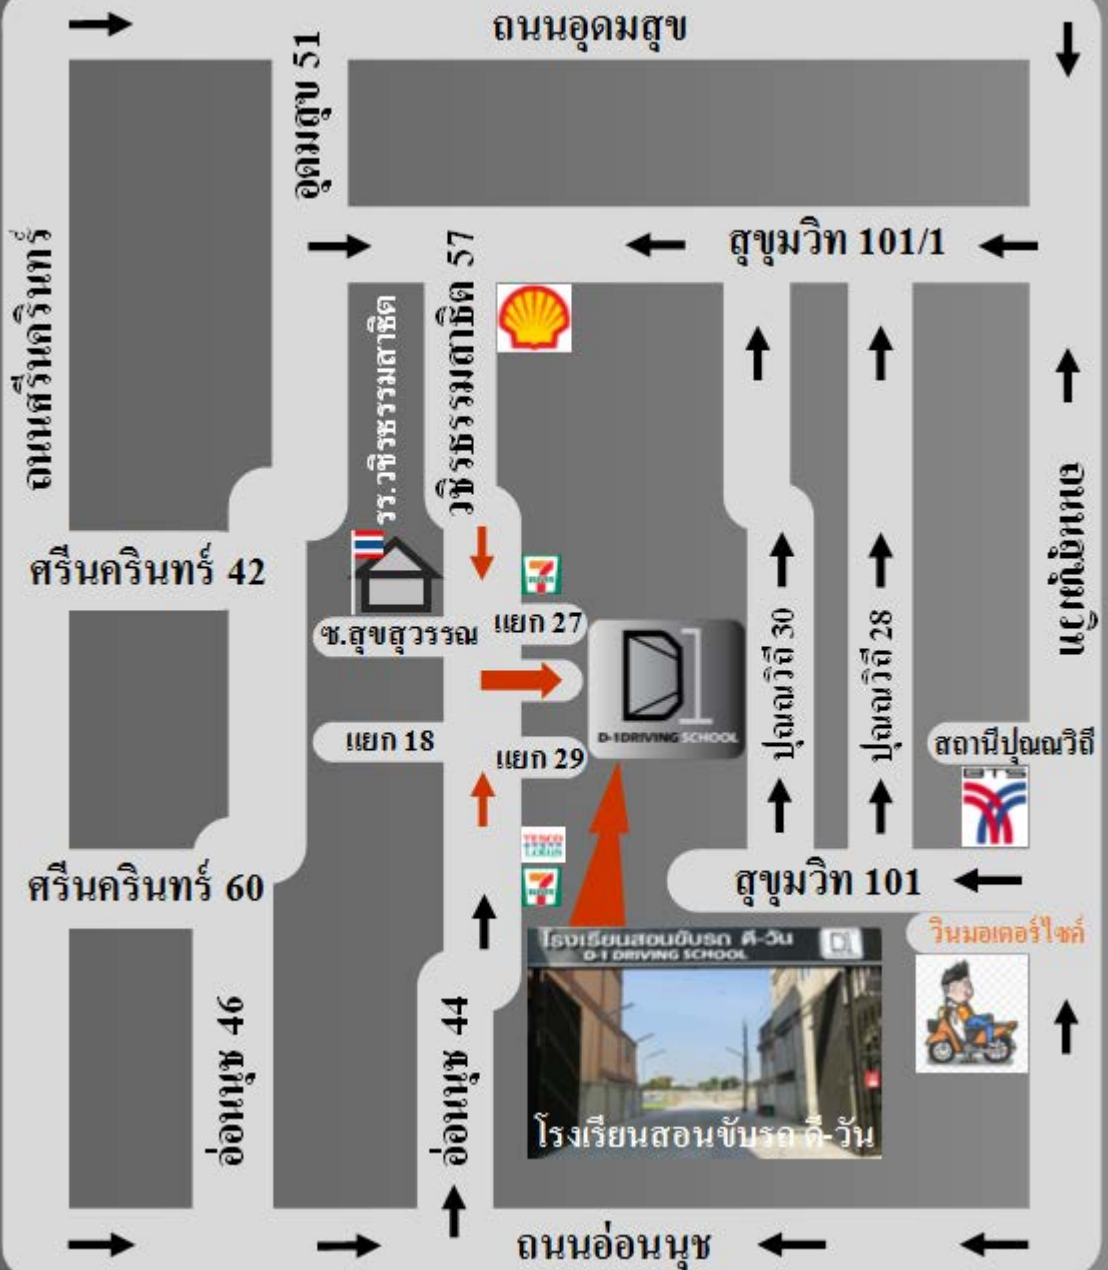 ถนนอุดมสุข
อุดมสุข 51
สุขุมวิท 101/1
ถนนศรีนครินทร์
วชิรธรรมสาธิต 57
รร.วชิรธรรมสาธิต
ถนนสุขุมวิท
ศรีนครินทร์ 42
7
ELEVEN
ซ.สุขสุวรรณ
แยก 27
D1
D-1DRIVING SCHOOL
ปุณณวิถี 30
ปุณณวิถี 28
แยก 18
แยก 29
สถานีปุณณวิถี
BTS
TESCO
LOTUS
ศรีนครินทร์ 60
7
ELEVEN
สุขุมวิท 101
วินมอเตอร์ไซค์
โรงเรียนสอนขับรถ ดี-วัน
D-1 DRIVING SCHOOL
D1
อ่อนนุช 46
อ่อนนุช 44
โรงเรียนสอนขับรถ ดี-วัน
ถนนอ่อนนุช